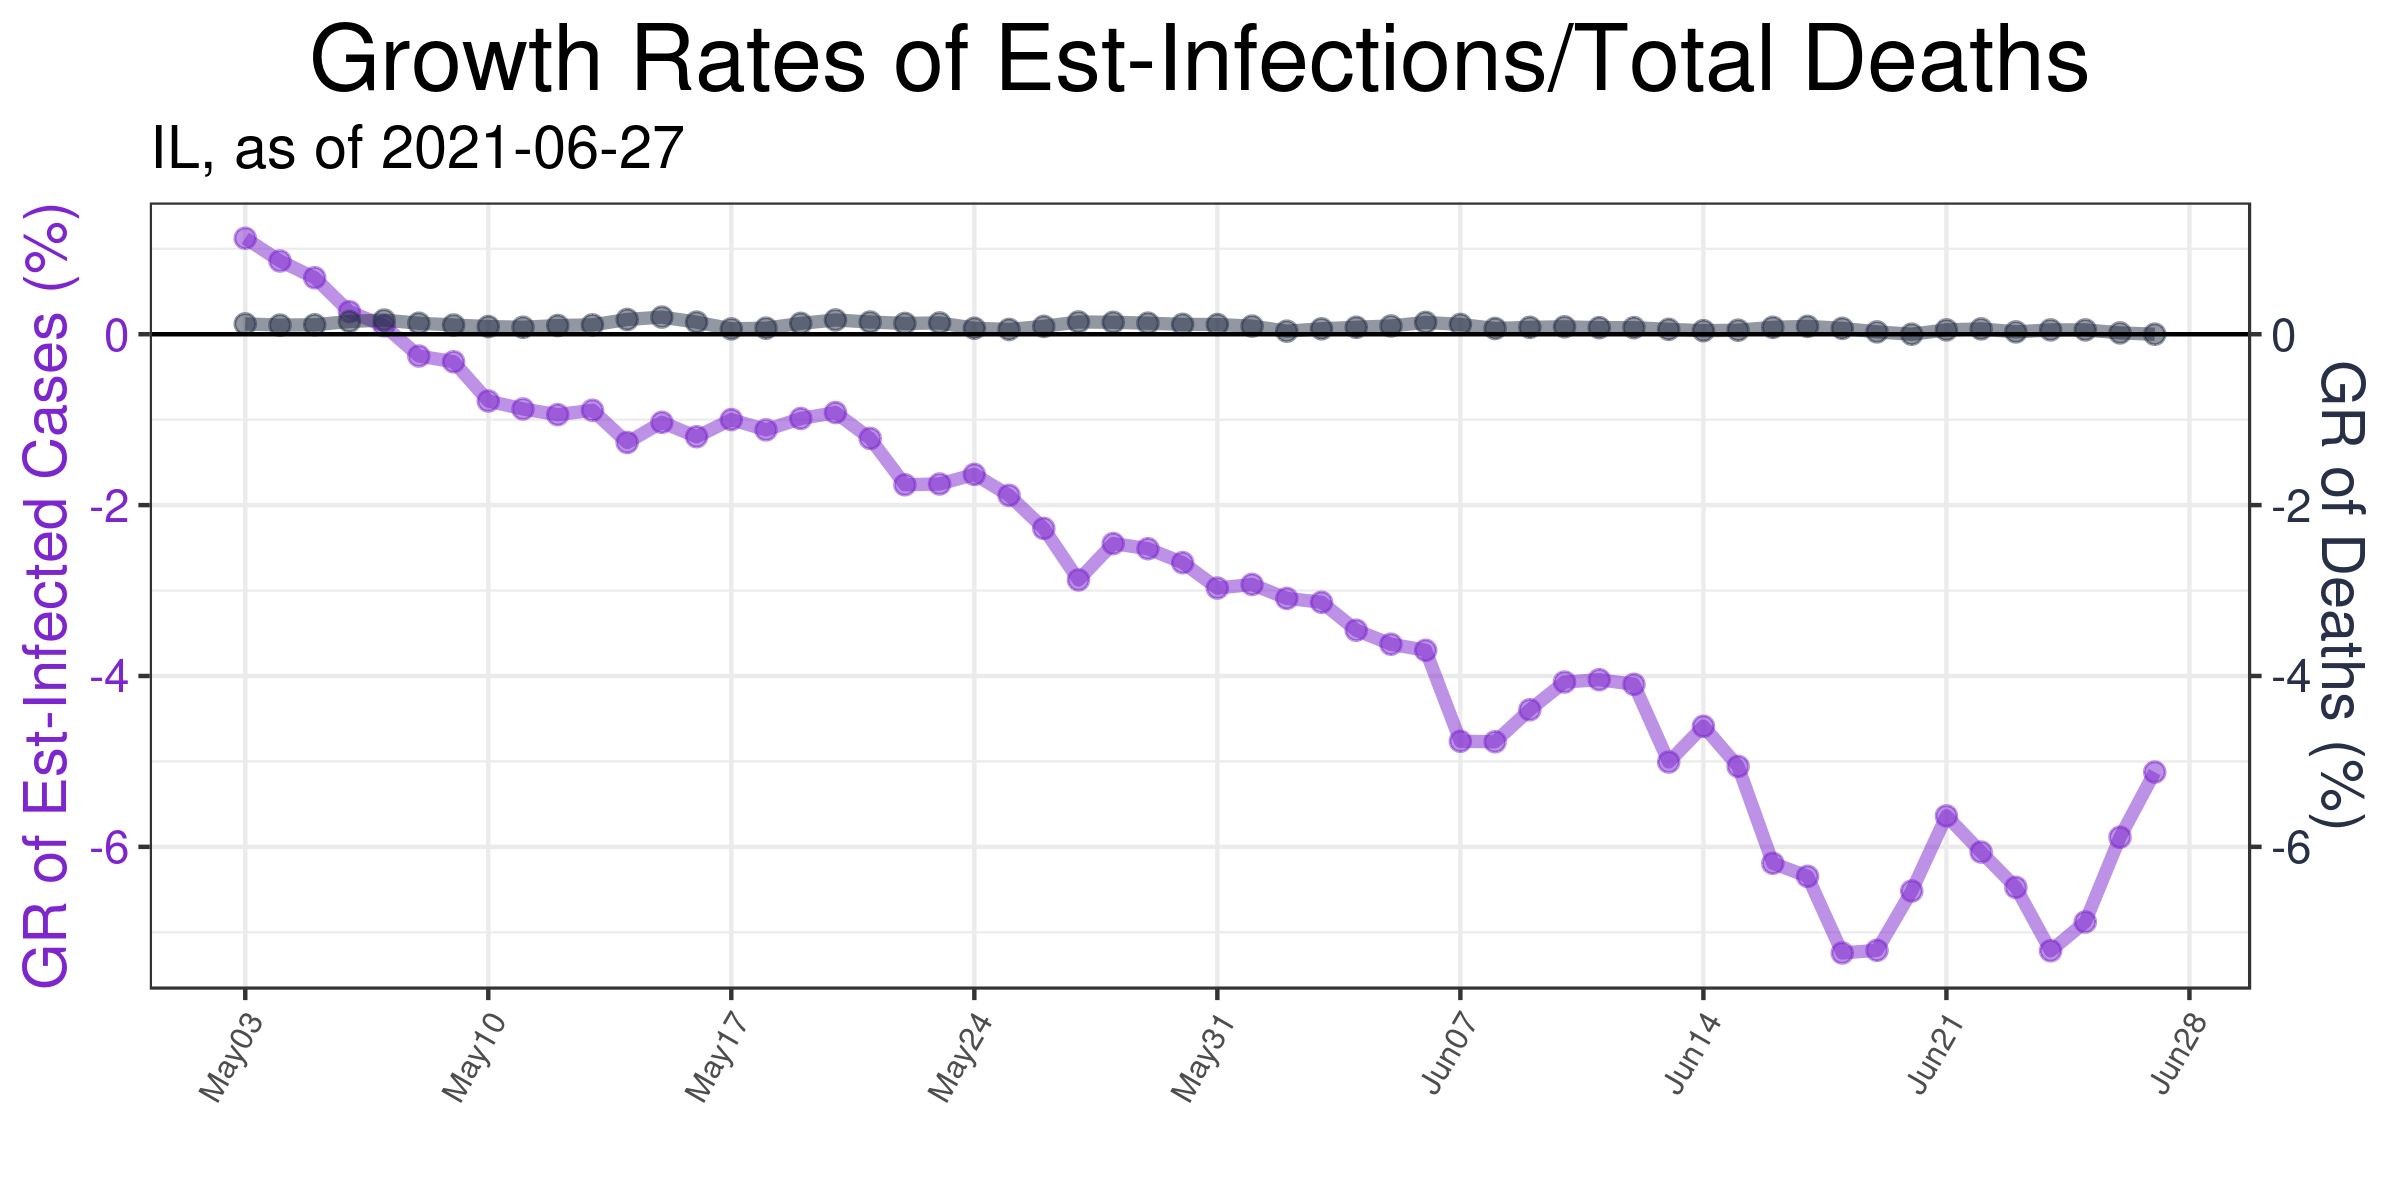 Growth Rates of Est-Infections/Total Deaths
IL, as of 2021-06-27
GR of Est-Infected Cases (%)
0
-2
-4
-6
0
-2
-4
-6
GR of Deaths (%)
May03
May10
May17
May24
May31
Jun07
Jun14
Jun21
Jun28